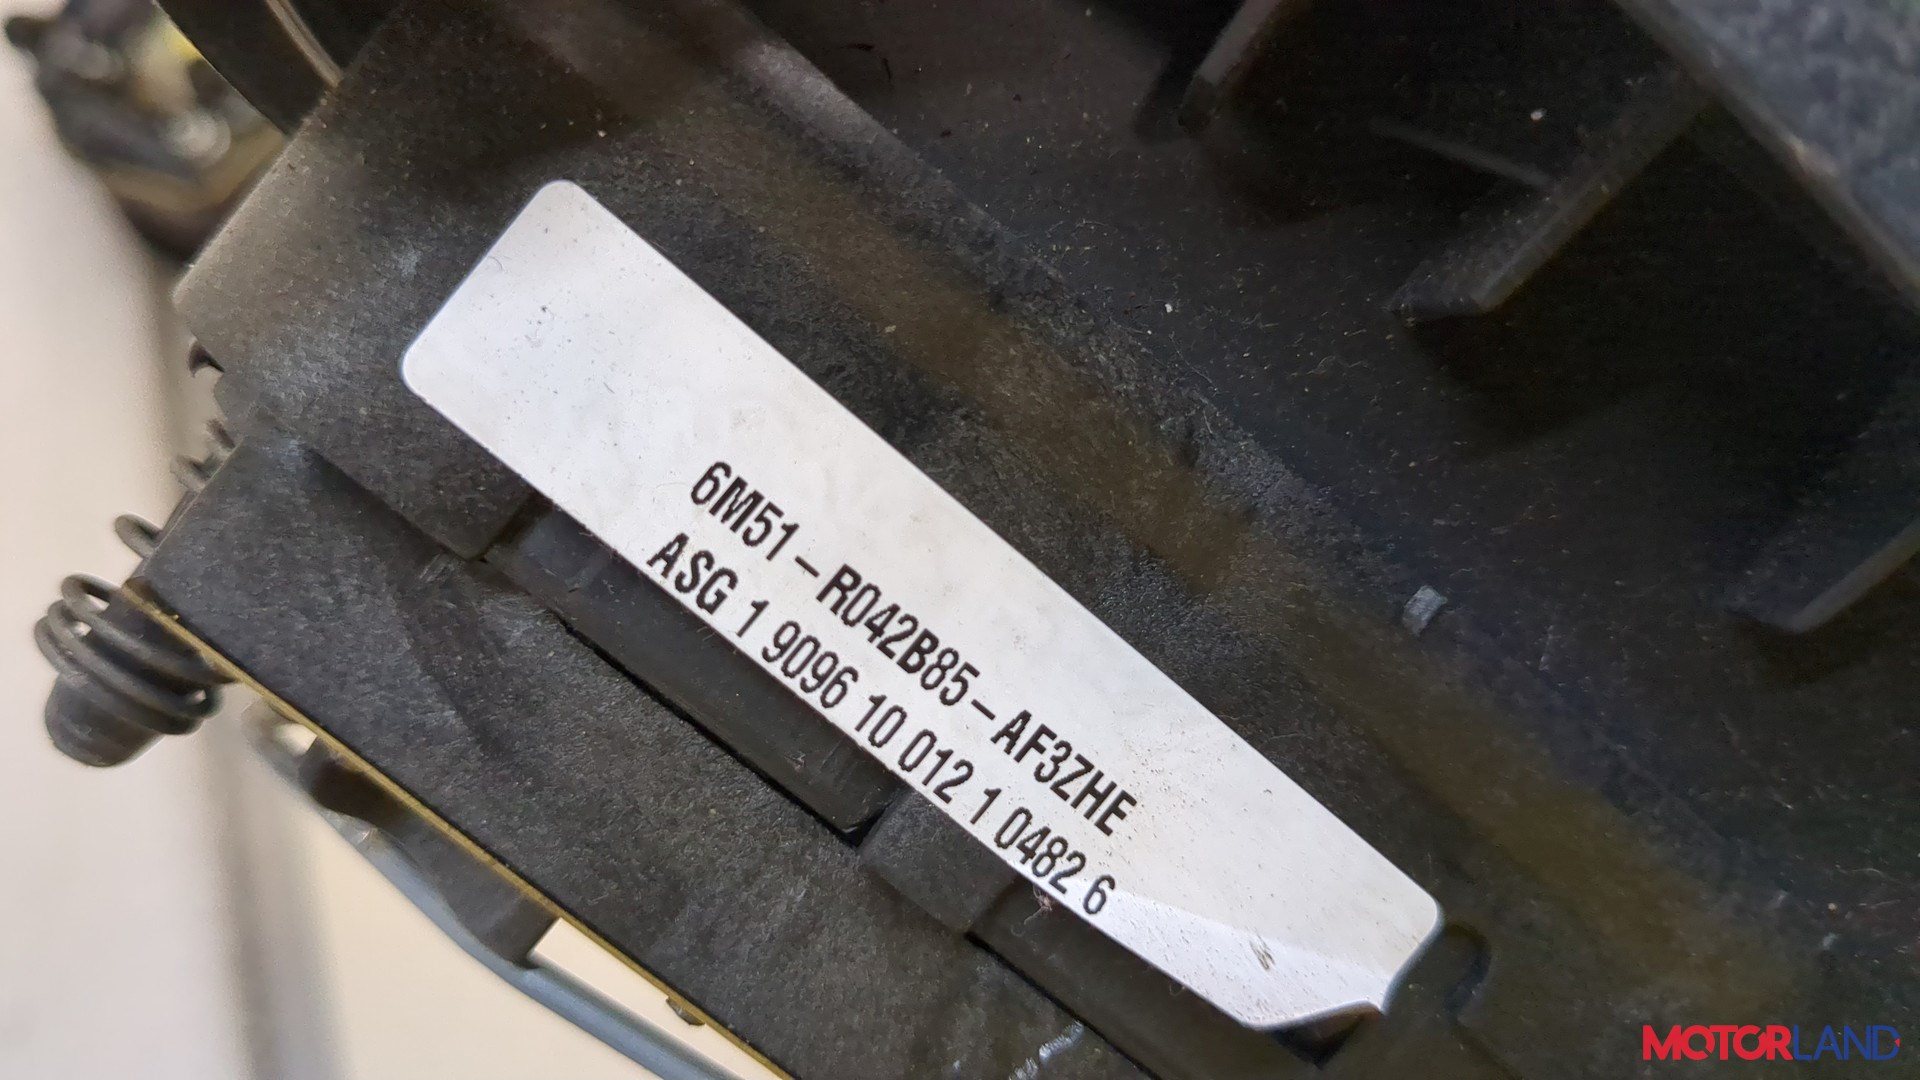 6M51-R042B85-AF3ZHE
ASG 1 9096 10 012 1 0482 6
MOTORLAND